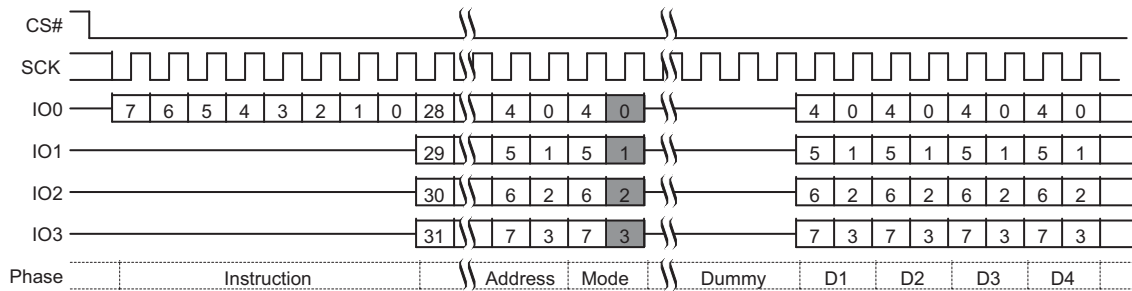 CS#
SCK
IO0 7 6 5 4 3 2 1 0 28 4 0 4 0 4 0 4 0 4 0 4 0
IO1 29 5 1 5 1 5 1 5 1 5 1 5 1
IO2 30 6 2 6 2 6 2 6 2 6 2 6 2
IO3 31 7 3 7 3 7 3 7 3 7 3 7 3
Phase Instruction Address Mode Dummy D1 D2 D3 D4